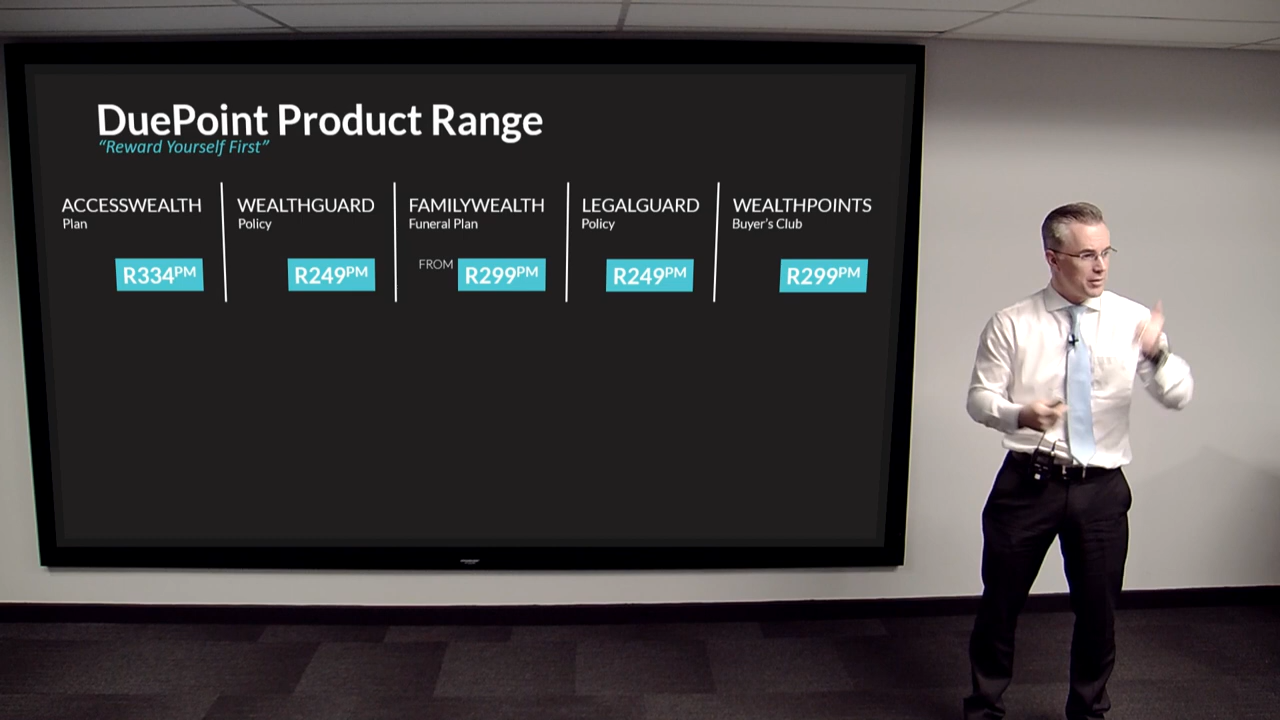 DuePoint Product Range
“Reward Yourself First”
ACCESSWEALTH
Plan
R334PM
WEALTHGUARD
Policy
R249PM
FAMILYWEALTH
Funeral Plan
FROM R299PM
LEGALGUARD
Policy
R249PM
WEALTHPOINTS
Buyer's Club
R299PM